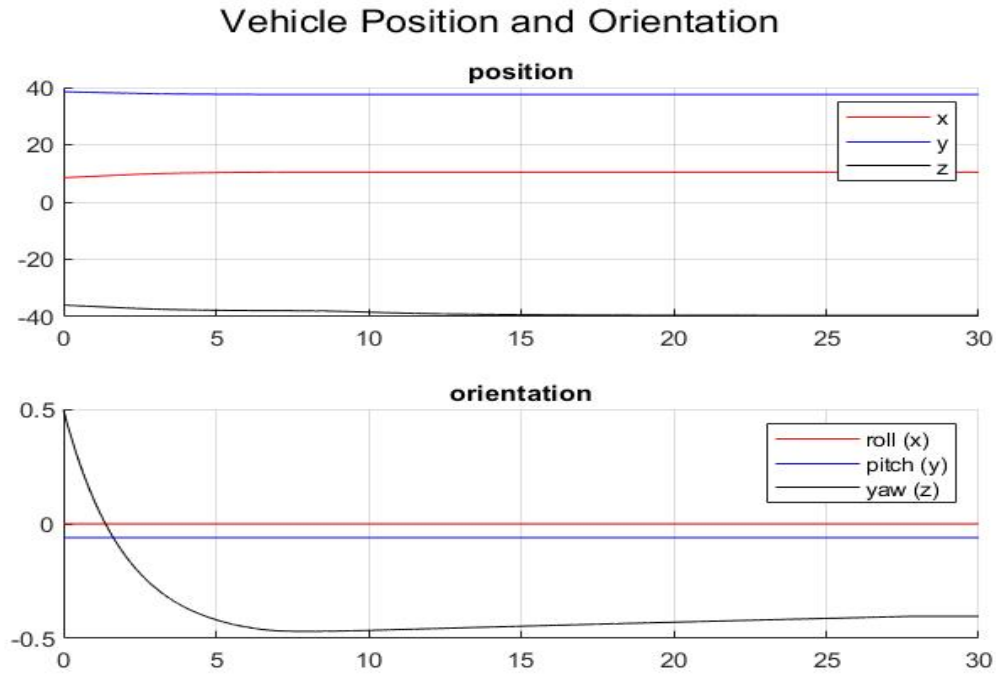 Vehicle Position and Orientation
position
40
20
0
-20
-40
0 5 10 15 20 25 30
x
y
z
orientation
0.5
0
-0.5
0 5 10 15 20 25 30
roll (x)
pitch (y)
yaw (z)